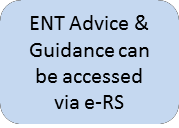 ENT Advice &
Guidance can
be accessed
via e-RS